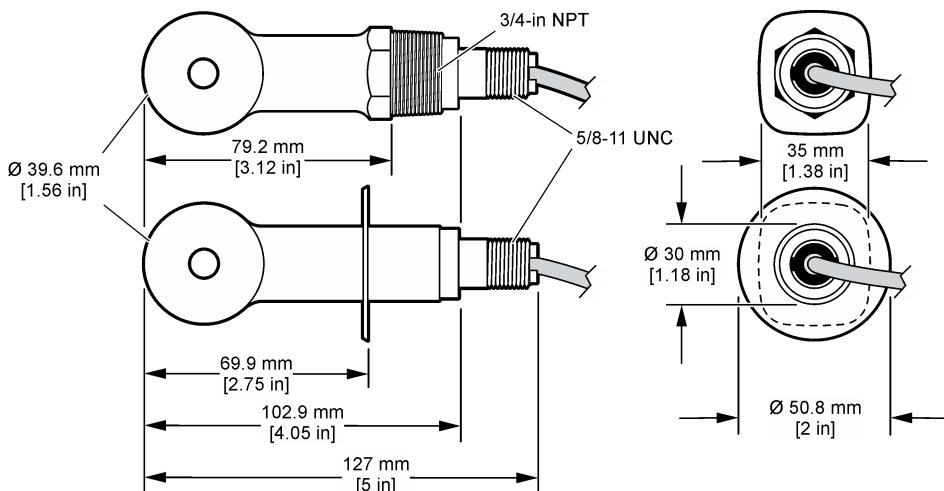 3/4-in NPT
5/8-11 UNC
79.2 mm
[3.12 in]
Ø 39.6 mm
[1.56 in]
35 mm
[1.38 in]
Ø 30 mm
[1.18 in]
69.9 mm
[2.75 in]
102.9 mm
[4.05 in]
Ø 50.8 mm
[2 in]
127 mm
[5 in]